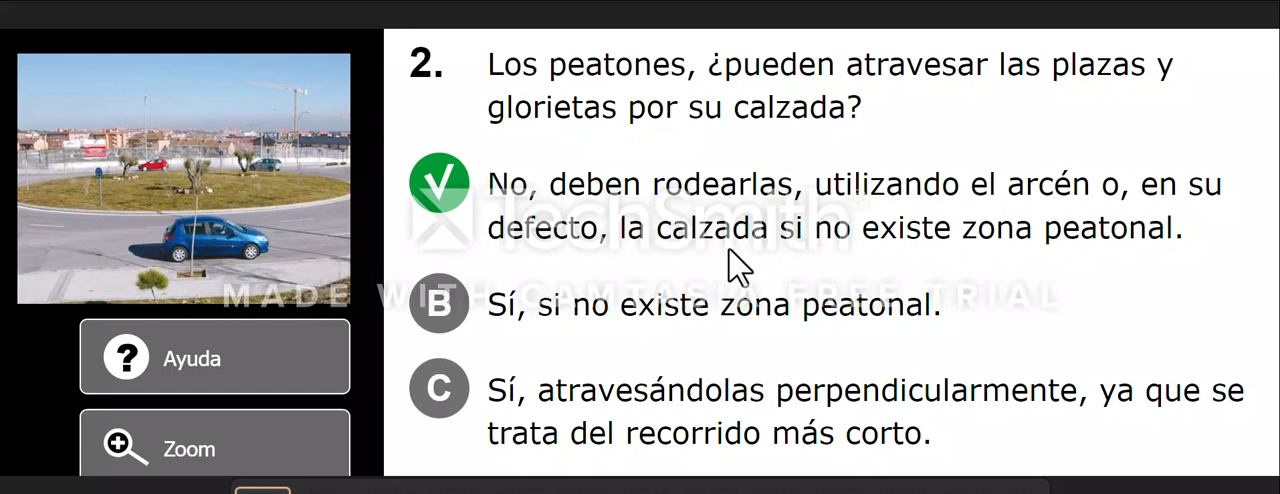 2. Los peatones, ¿pueden atravesar las plazas y
glorietas por su calzada?
No, deben rodearlas, utilizando el arcén o, en su
defecto, la calzada si no existe zona peatonal.
TechSmith
MADE WITH CAMTASIA FREE TRIAL
B Sí, si no existe zona peatonal.
C Sí, atravesándolas perpendicularmente, ya que se
trata del recorrido más corto.
? Ayuda
Zoom